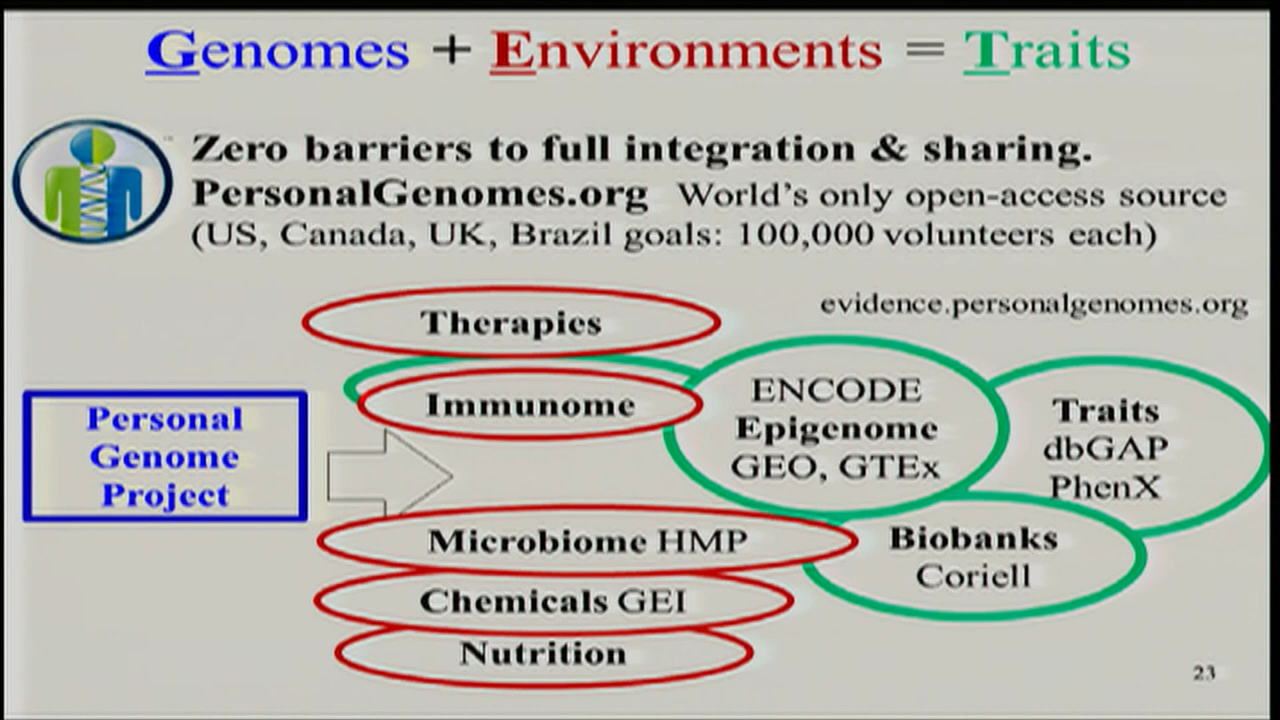 Genomes + Environments = Traits
Zero barriers to full integration & sharing.
PersonalGenomes.org World's only open-access source
(US, Canada, UK, Brazil goals: 100,000 volunteers each)
evidence.personalgenomes.org
Therapies
Immunome
ENCODE
Epigenome
GEO, GTEx
Traits
dbGAP
PhenX
Personal
Genome
Project
Microbiome HMP
Biobanks
Coriell
Chemicals GEI
Nutrition
23